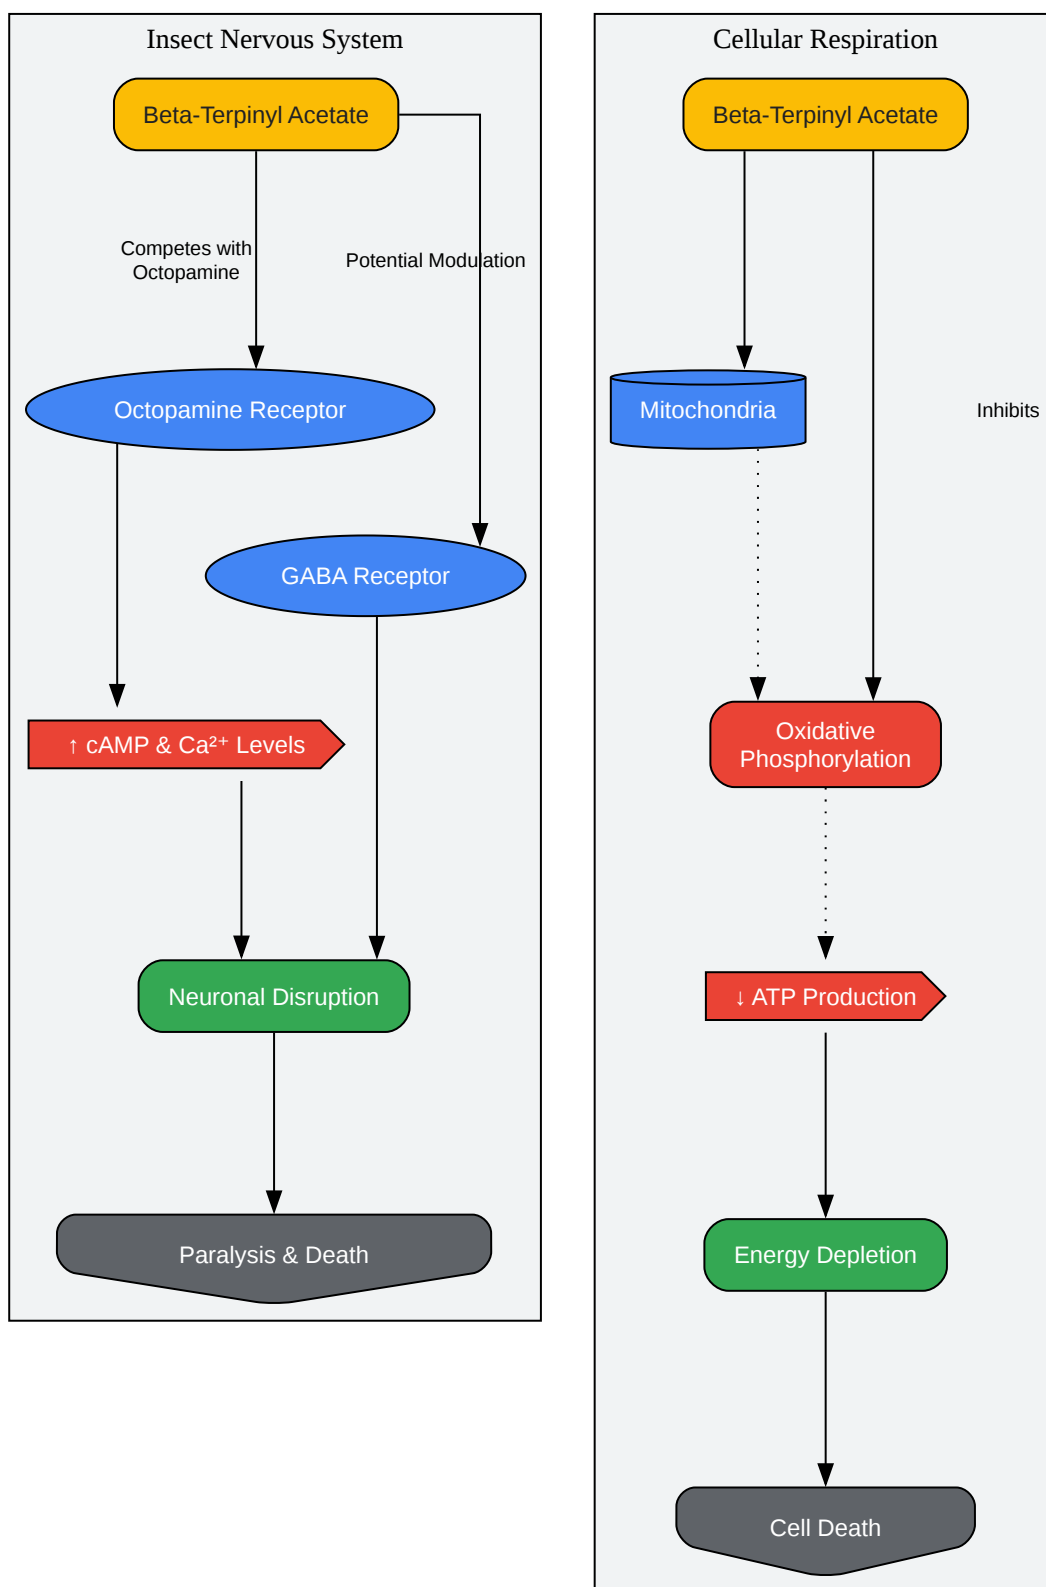 Insect Nervous System
Beta-Terpinyl Acetate
Competes with
Octopamine
Potential Modulation
Octopamine Receptor
GABA Receptor
↑ cAMP & Ca²⁺ Levels
Neuronal Disruption
Paralysis & Death
Cellular Respiration
Beta-Terpinyl Acetate
Mitochondria
Inhibits
Oxidative
Phosphorylation
↓ ATP Production
Energy Depletion
Cell Death